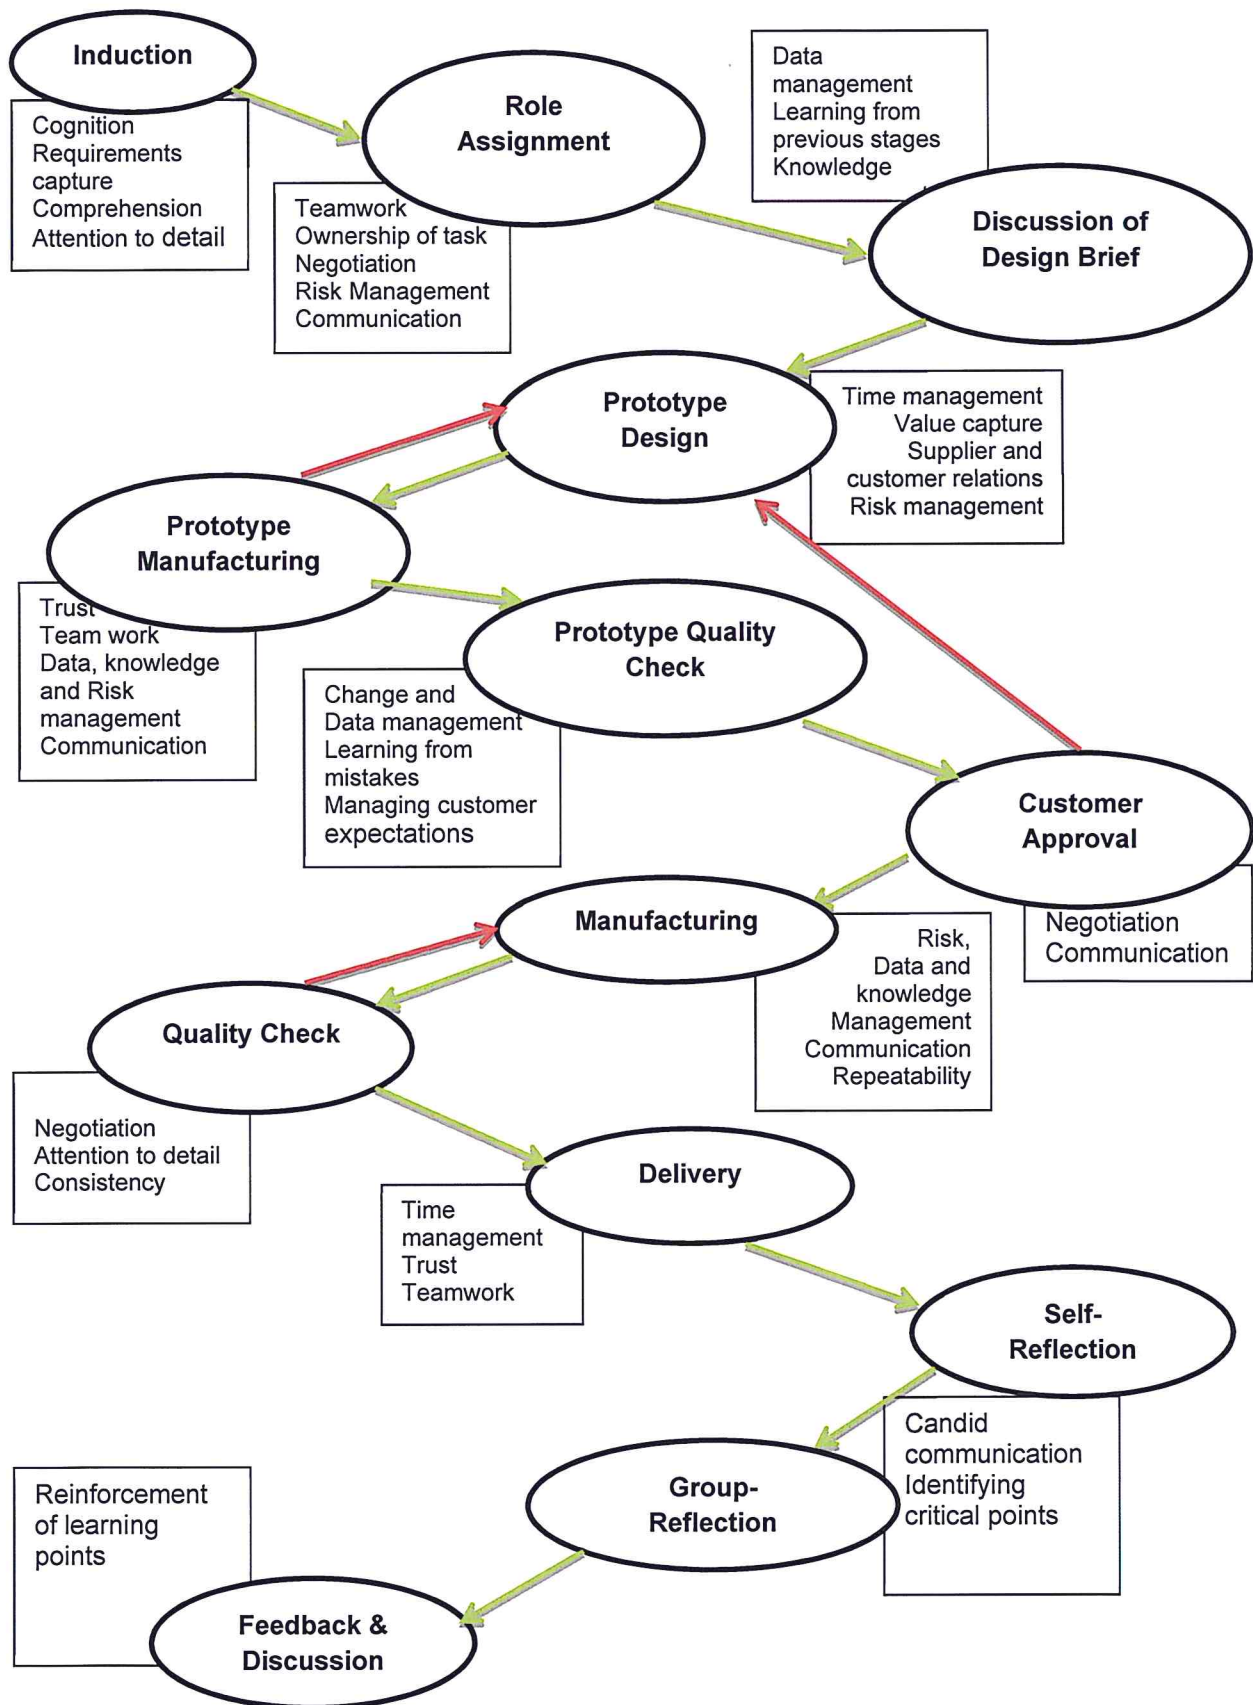 Induction
Cognition
Requirements
capture
Comprehension
Attention to detail
Role
Assignment
Teamwork
Ownership of task
Negotiation
Risk Management
Communication
Data
management
Learning from
previous stages
Knowledge
Discussion of
Design Brief
Prototype
Design
Time management
Value capture
Supplier and
customer relations
Risk management
Prototype
Manufacturing
Trust
Team work
Data, knowledge
and Risk
management
Communication
Prototype Quality
Check
Change and
Data management
Learning from
mistakes
Managing customer
expectations
Customer
Approval
Negotiation
Communication
Manufacturing
Risk,
Data and
knowledge
Management
Communication
Repeatability
Quality Check
Negotiation
Attention to detail
Consistency
Delivery
Time
management
Trust
Teamwork
Self-
Reflection
Candid
communication
Identifying
critical points
Group-
Reflection
Reinforcement
of learning
points
Feedback &
Discussion